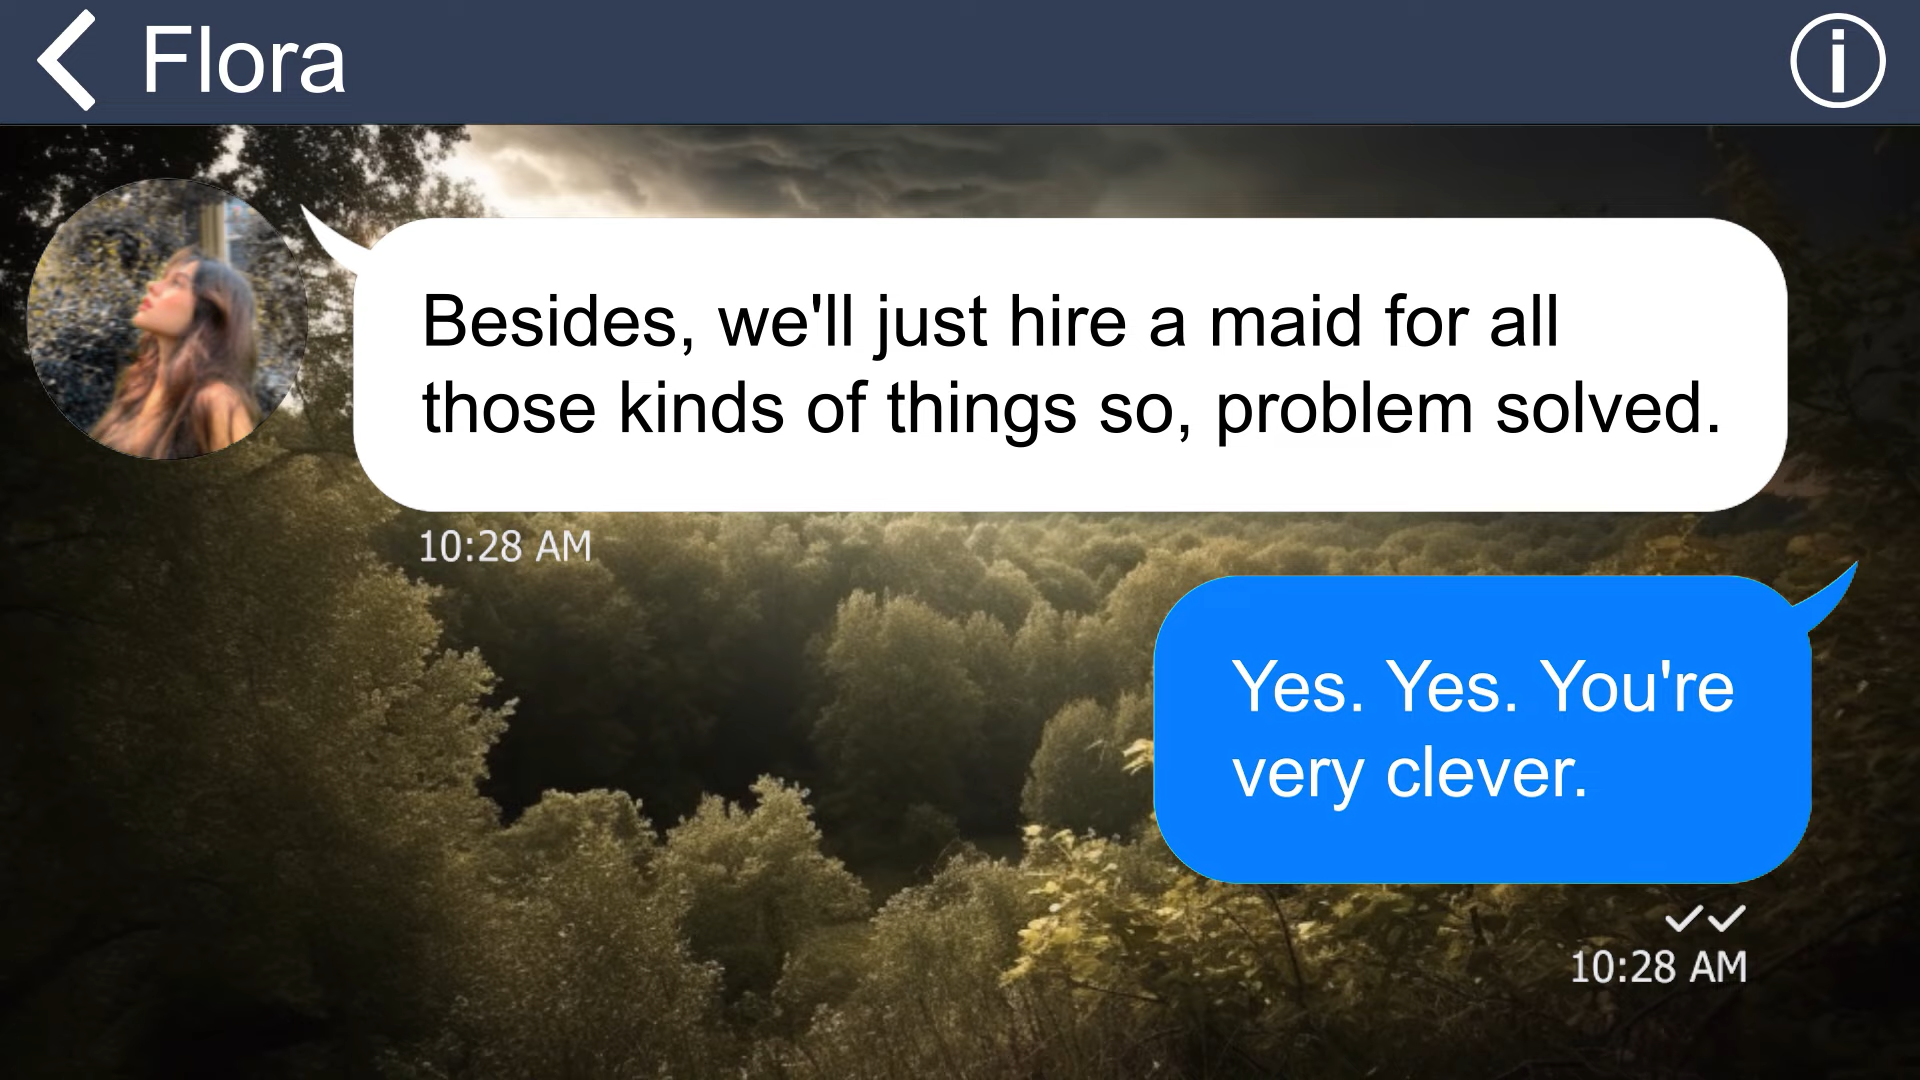 Flora
Besides, we'll just hire a maid for all
those kinds of things so, problem solved.
10:28 AM
Yes. Yes. You're
very clever.
10:28 AM